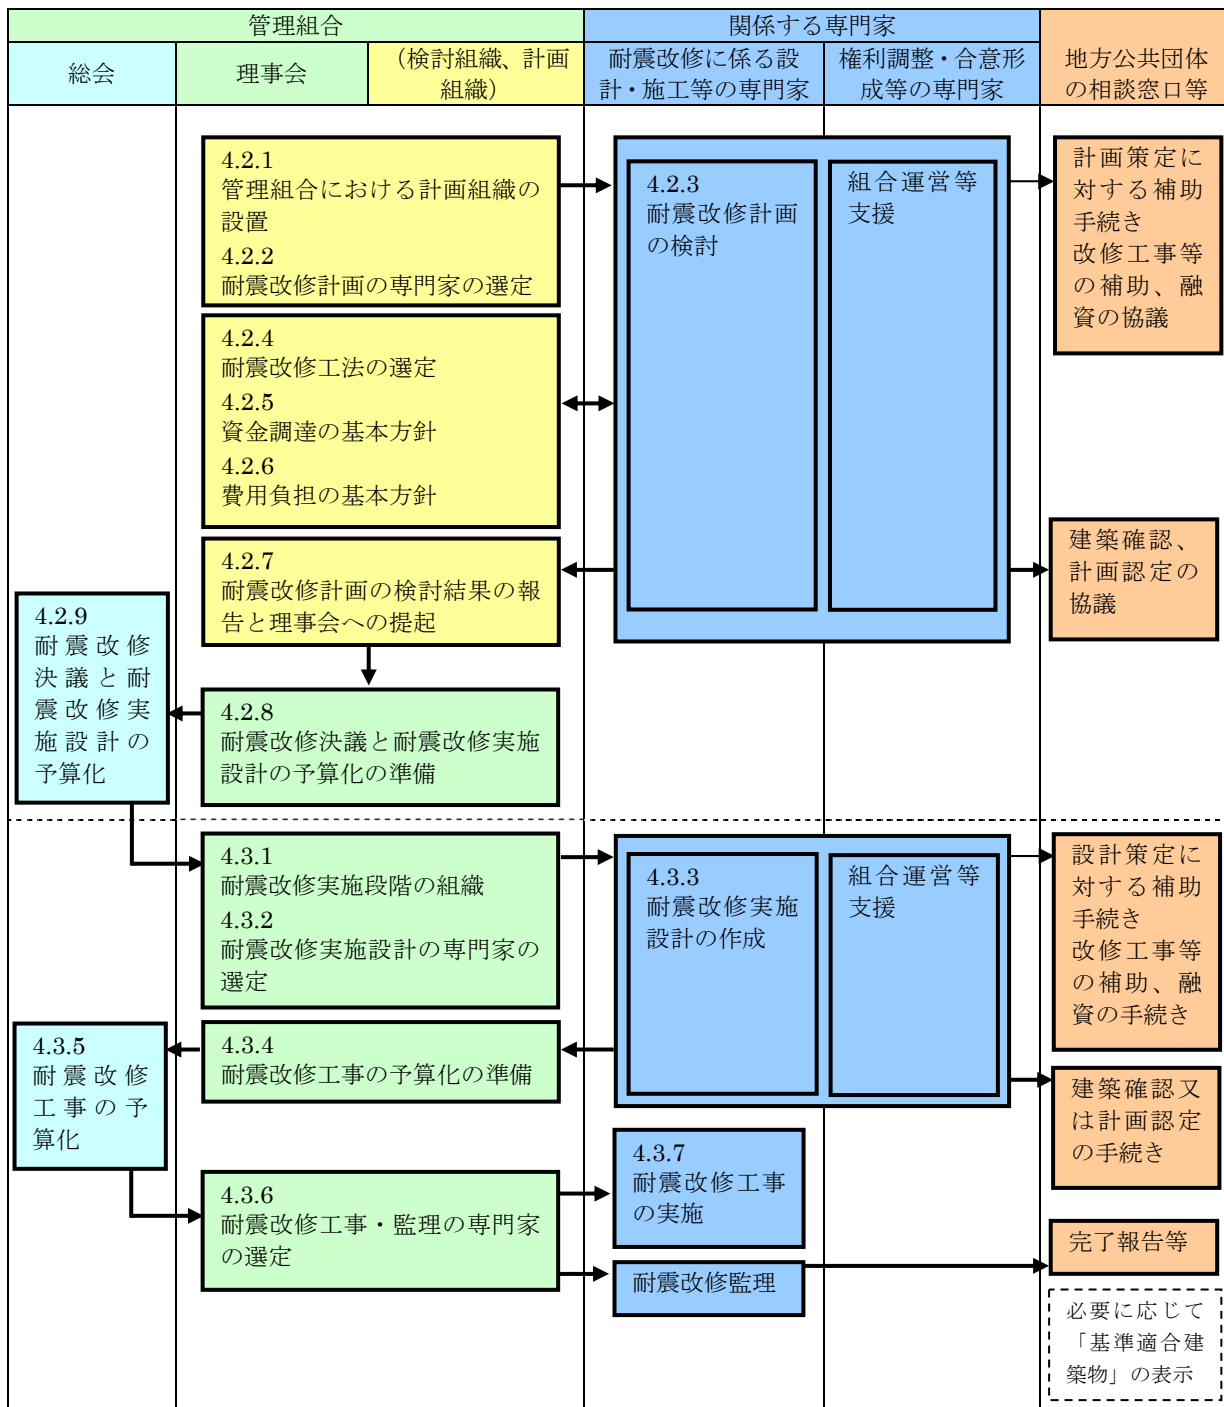 管理組合
関係する専門家
地方公共団体
の相談窓口等
総会
理事会
（検討組織、計画
組織）
耐震改修に係る設
計・施工等の専門家
権利調整・合意形
成等の専門家
4.2.1
管理組合における計画組織の
設置
4.2.2
耐震改修計画の専門家の選定
4.2.3
耐震改修計画
の検討
組合運営等
支援
計画策定に
対する補助
手続き
改修工事等
の補助、融
資の協議
4.2.4
耐震改修工法の選定
4.2.5
資金調達の基本方針
4.2.6
費用負担の基本方針
4.2.7
耐震改修計画の検討結果の報
告と理事会への提起
建築確認、
計画認定の
協議
4.2.9
耐震改修
決議と耐
震改修実
施設計の
予算化
4.2.8
耐震改修決議と耐震改修実施
設計の予算化の準備
4.3.1
耐震改修実施段階の組織
4.3.2
耐震改修実施設計の専門家の
選定
4.3.3
耐震改修実施
設計の作成
組合運営等
支援
設計策定に
対する補助
手続き
改修工事等
の補助、融
資の手続き
4.3.5
耐震改修
工事の予
算化
4.3.4
耐震改修工事の予算化の準備
建築確認又
は計画認定
の手続き
4.3.6
耐震改修工事・監理の専門家
の選定
4.3.7
耐震改修工事
の実施
耐震改修監理
完了報告等
必要に応じて
「基準適合建
築物」の表示